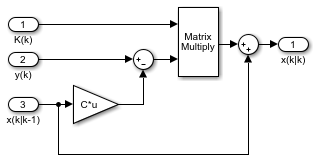 1
K(k)
2
y(k)
3
x(k|k-1)
C*u
+
−
Matrix
Multiply
+
+
1
x(k|k)